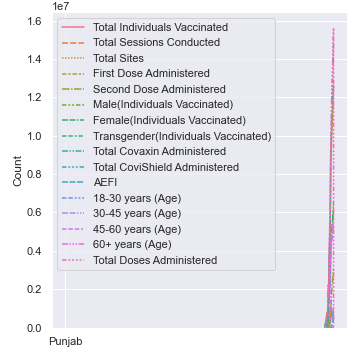 1e7
1.6
1.4
1.2
1.0
0.8
0.6
0.4
0.2
0.0
Count
Total Individuals Vaccinated
Total Sessions Conducted
Total Sites
First Dose Administered
Second Dose Administered
Male(Individuals Vaccinated)
Female(Individuals Vaccinated)
Transgender(Individuals Vaccinated)
Total Covaxin Administered
Total CoviShield Administered
AEFI
18-30 years (Age)
30-45 years (Age)
45-60 years (Age)
60+ years (Age)
Total Doses Administered
Punjab